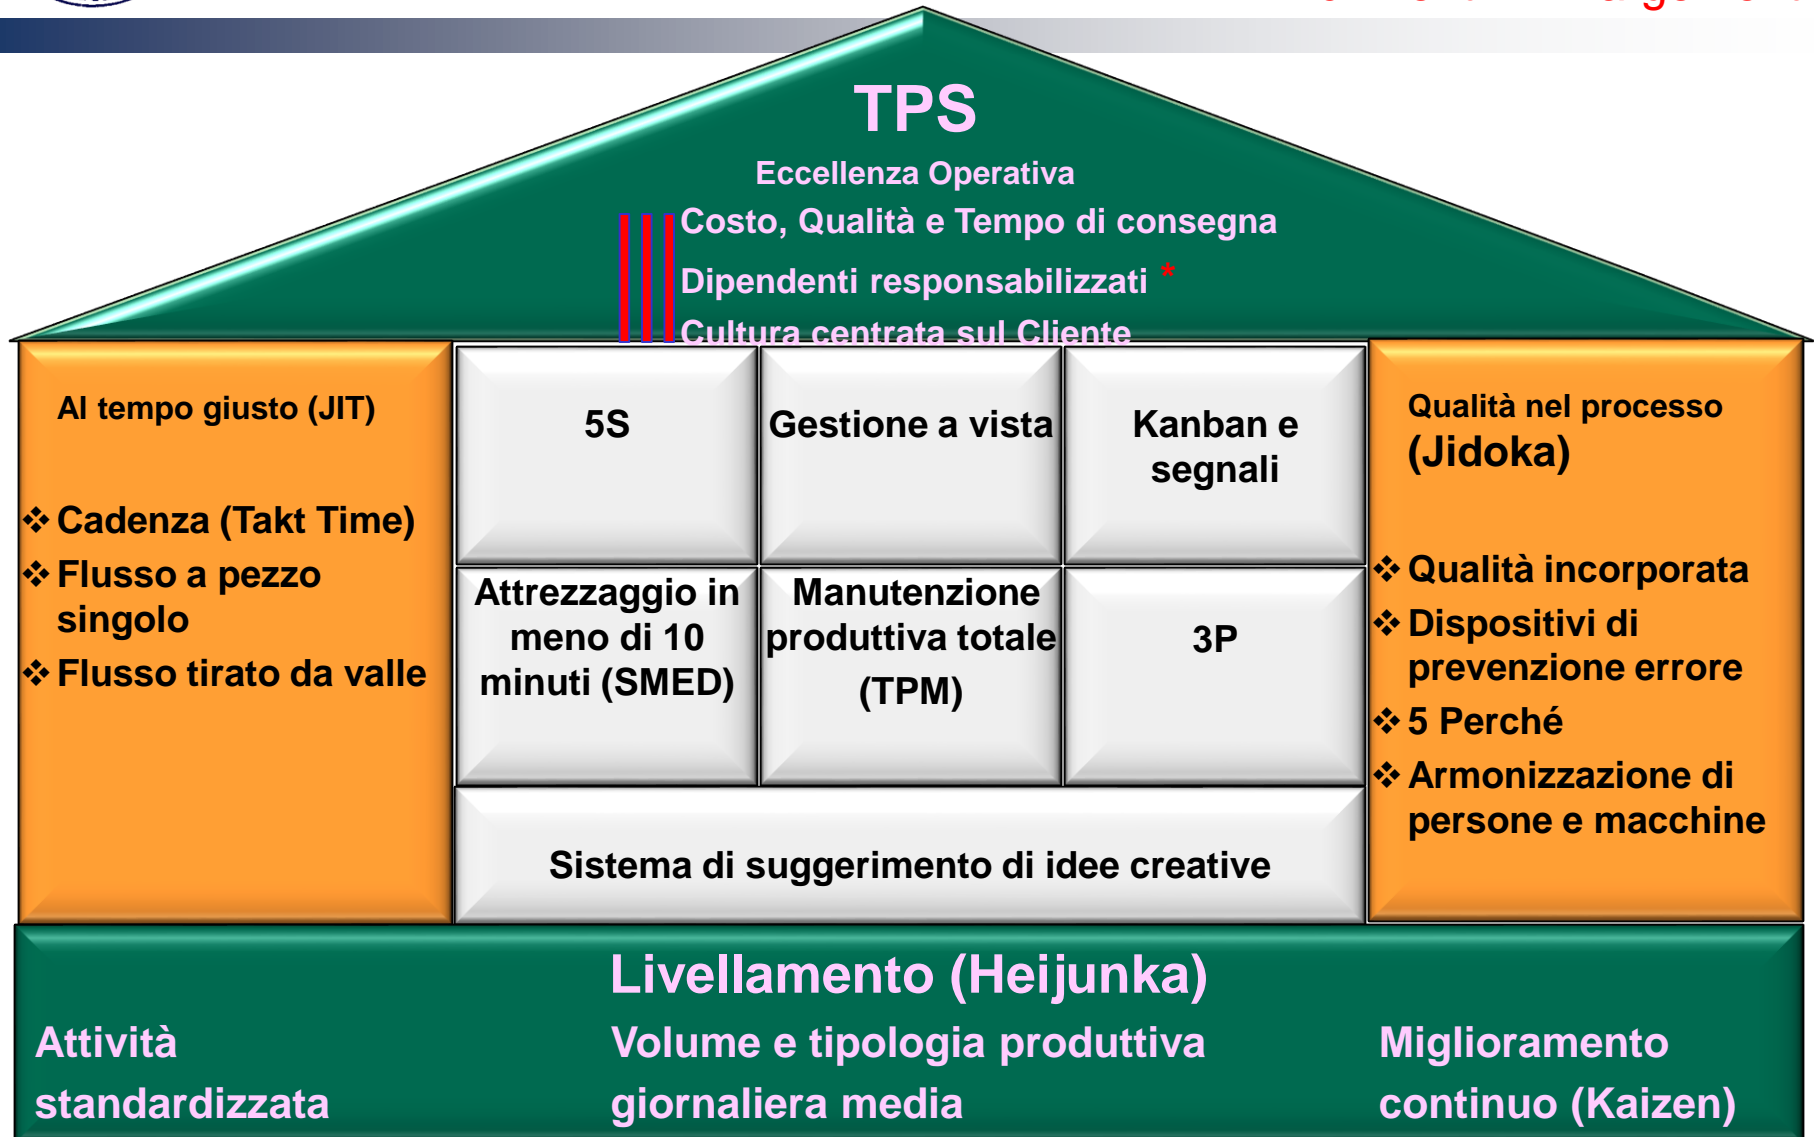 TPS
Eccellenza Operativa
Costo, Qualità e Tempo di consegna
Dipendenti responsabilizzati *
Cultura centrata sul Cliente
Al tempo giusto (JIT)
❖ Cadenza (Takt Time)
❖ Flusso a pezzo
singolo
❖ Flusso tirato da valle
5S
Gestione a vista
Kanban e
segnali
Attrezzaggio in
meno di 10
minuti (SMED)
Manutenzione
produttiva totale
(TPM)
3P
Sistema di suggerimento di idee creative
Qualità nel processo
(Jidoka)
❖ Qualità incorporata
❖ Dispositivi di
prevenzione errore
❖ 5 Perché
❖ Armonizzazione di
persone e macchine
Livellamento (Heijunka)
Attività
standardizzata
Volume e tipologia produttiva
giornaliera media
Miglioramento
continuo (Kaizen)